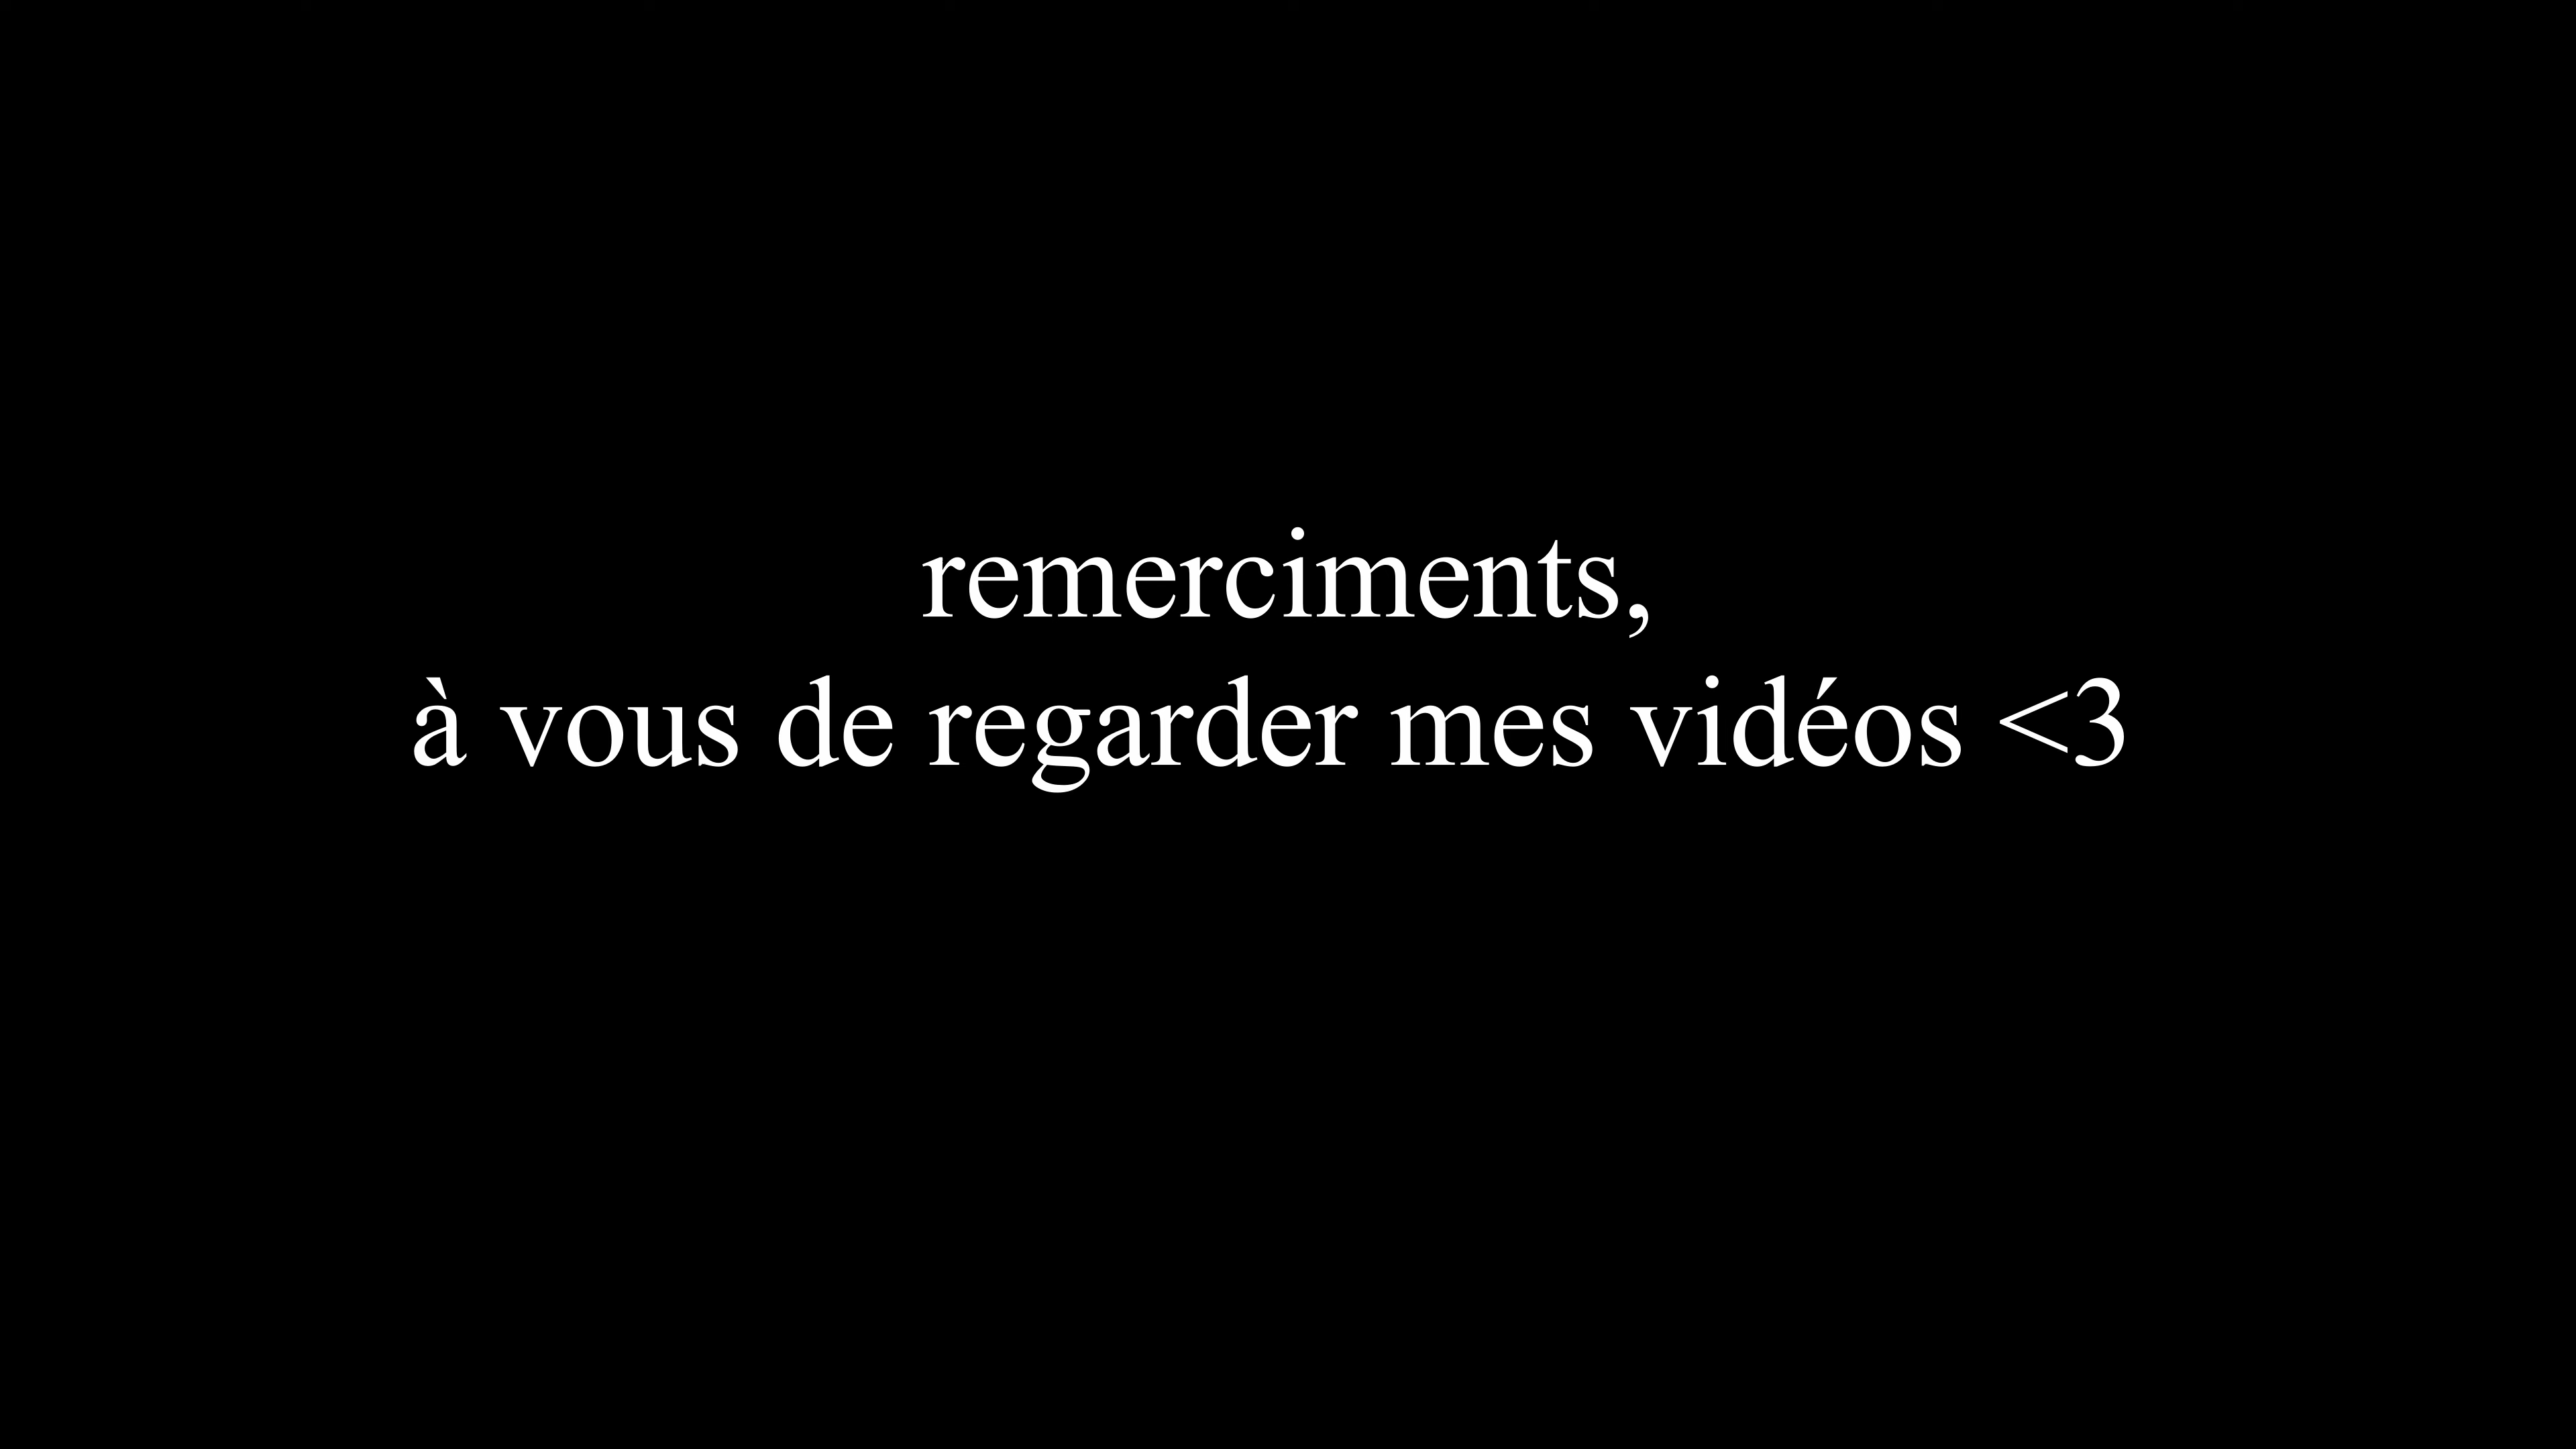 remerciments,
à vous de regarder mes vidéos <3